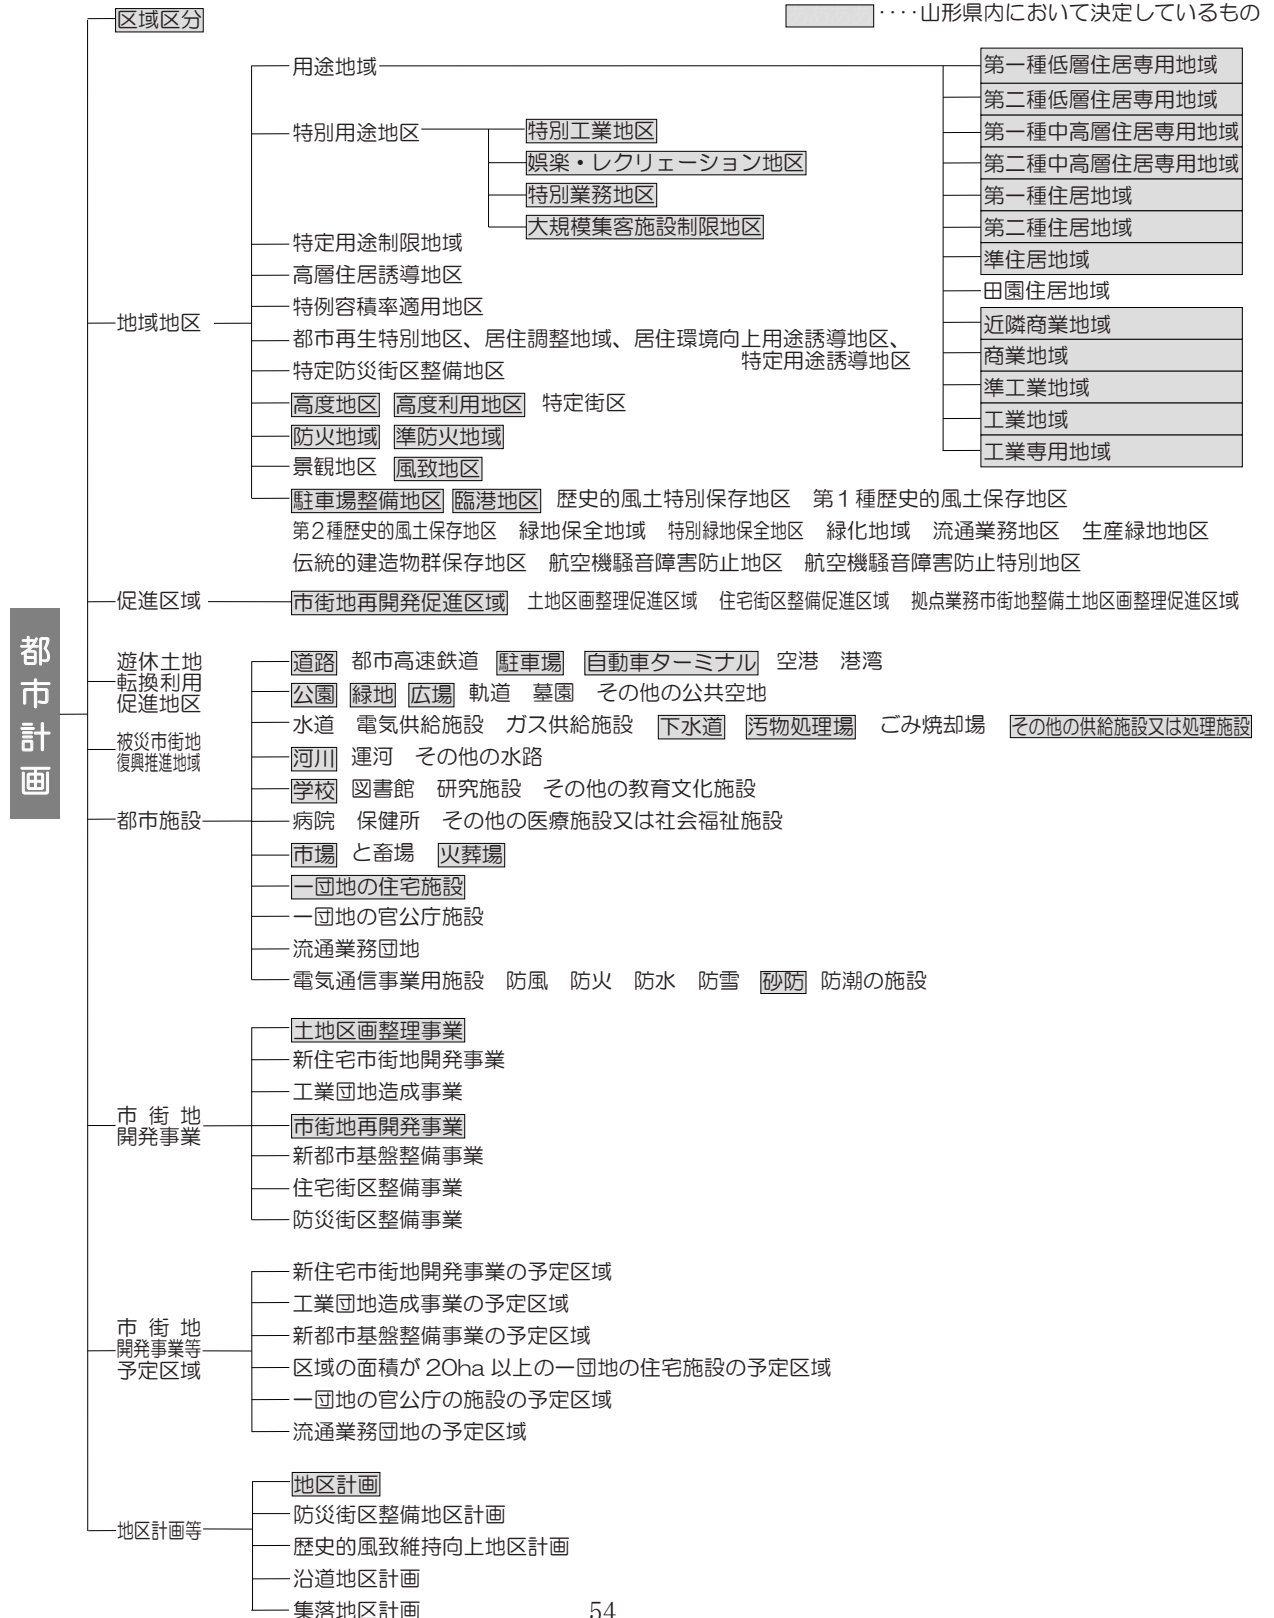 区域区分
‥‥山形県内において決定しているもの
都市計画
地域地区
用途地域
第一種低層住居専用地域
第二種低層住居専用地域
第一種中高層住居専用地域
第二種中高層住居専用地域
第一種住居地域
第二種住居地域
準住居地域
田園住居地域
近隣商業地域
商業地域
準工業地域
工業地域
工業専用地域
特別用途地区
特別工業地区
娯楽・レクリェーション地区
特別業務地区
大規模集客施設制限地区
特定用途制限地域
高層住居誘導地区
特例容積率適用地区
都市再生特別地区、居住調整地域、居住環境向上用途誘導地区、
特定用途誘導地区
特定防災街区整備地区
高度地区 高度利用地区 特定街区
防火地域 準防火地域
景観地区 風致地区
駐車場整備地区 臨港地区 歴史的風土特別保存地区 第1種歴史的風土保存地区
第2種歴史的風土保存地区 緑地保全地域 特別緑地保全地区 緑化地域 流通業務地区 生産緑地地区
伝統的建造物群保存地区 航空機騒音障害防止地区 航空機騒音障害防止特別地区
促進区域
市街地再開発促進区域 土地区画整理促進区域 住宅街区整備促進区域 拠点業務市街地整備土地区画整理促進区域
遊休土地
転換利用
促進地区
被災市街地
復興推進地域
都市施設
道路 都市高速鉄道 駐車場 自動車ターミナル 空港 港湾
公園 緑地 広場 軌道 墓園 その他の公共空地
水道 電気供給施設 ガス供給施設 下水道 汚物処理場 ごみ焼却場 その他の供給施設又は処理施設
河川 運河 その他の水路
学校 図書館 研究施設 その他の教育文化施設
病院 保健所 その他の医療施設又は社会福祉施設
市場 と畜場 火葬場
一団地の住宅施設
一団地の官公庁施設
流通業務団地
電気通信事業用施設 防風 防火 防水 防雪 砂防 防潮の施設
市街地
開発事業
土地区画整理事業
新住宅市街地開発事業
工業団地造成事業
市街地再開発事業
新都市基盤整備事業
住宅街区整備事業
防災街区整備事業
市街地
開発事業等
予定区域
新住宅市街地開発事業の予定区域
工業団地造成事業の予定区域
新都市基盤整備事業の予定区域
区域の面積が20ha以上の一団地の住宅施設の予定区域
一団地の官公庁の施設の予定区域
流通業務団地の予定区域
地区計画等
地区計画
防災街区整備地区計画
歴史的風致維持向上地区計画
沿道地区計画
集落地区計画
54